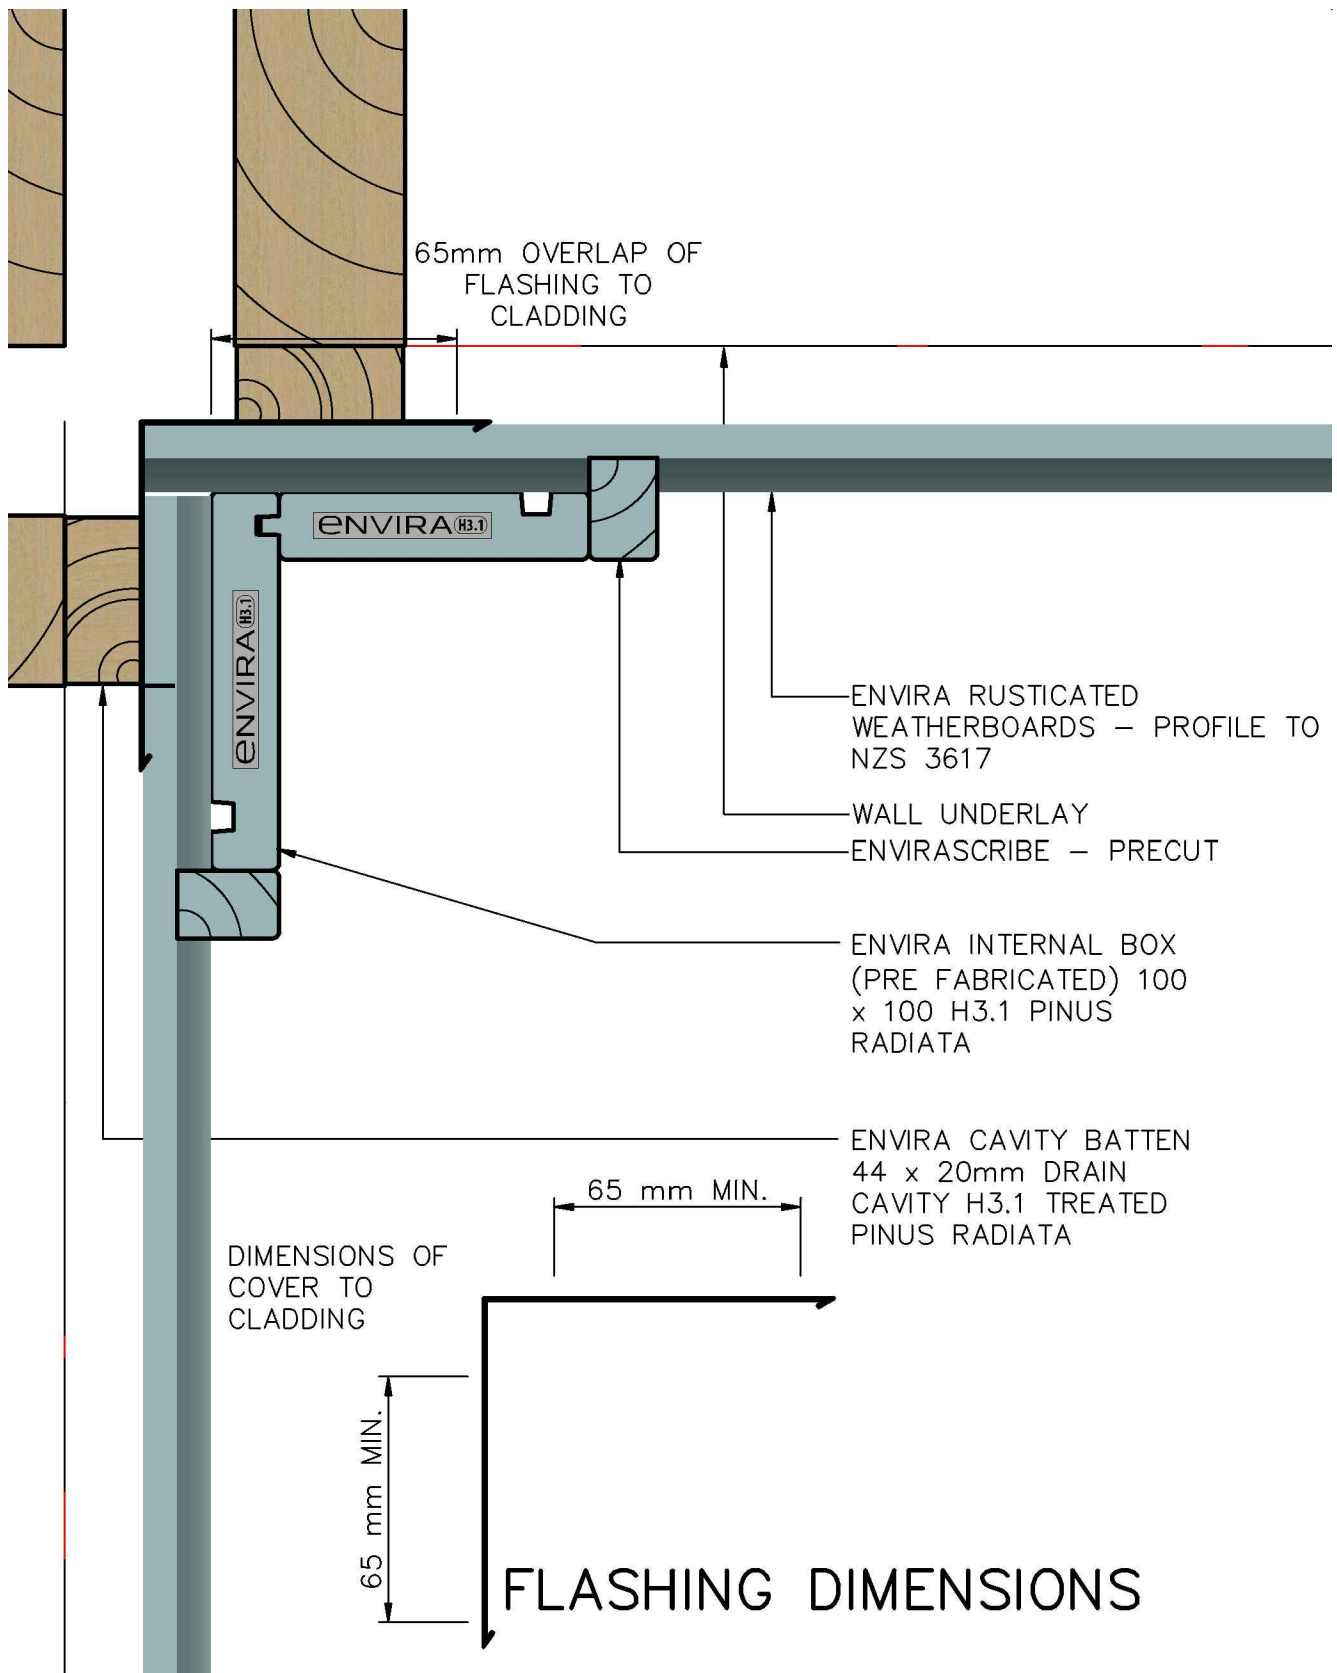 65mm OVERLAP OF
FLASHING TO
CLADDING
ENVIRA H3.1
ENVIRA H3.1
ENVIRA RUSTICATED
WEATHERBOARDS – PROFILE TO
NZS 3617
WALL UNDERLAY
ENVIRASCRIBE – PRECUT
ENVIRA INTERNAL BOX
(PRE FABRICATED) 100
x 100 H3.1 PINUS
RADIATA
ENVIRA CAVITY BATTEN
44 x 20mm DRAIN
CAVITY H3.1 TREATED
PINUS RADIATA
65 mm MIN.
DIMENSIONS OF
COVER TO
CLADDING
65 mm MIN.
FLASHING DIMENSIONS